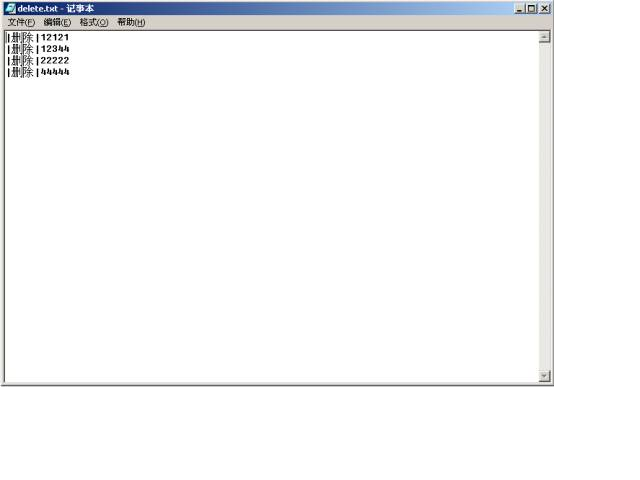 delete.txt - 记事本
文件(F) 编辑(E) 格式(O) 帮助(H)
|删除|12121
|删除|12344
|删除|22222
|删除|44444